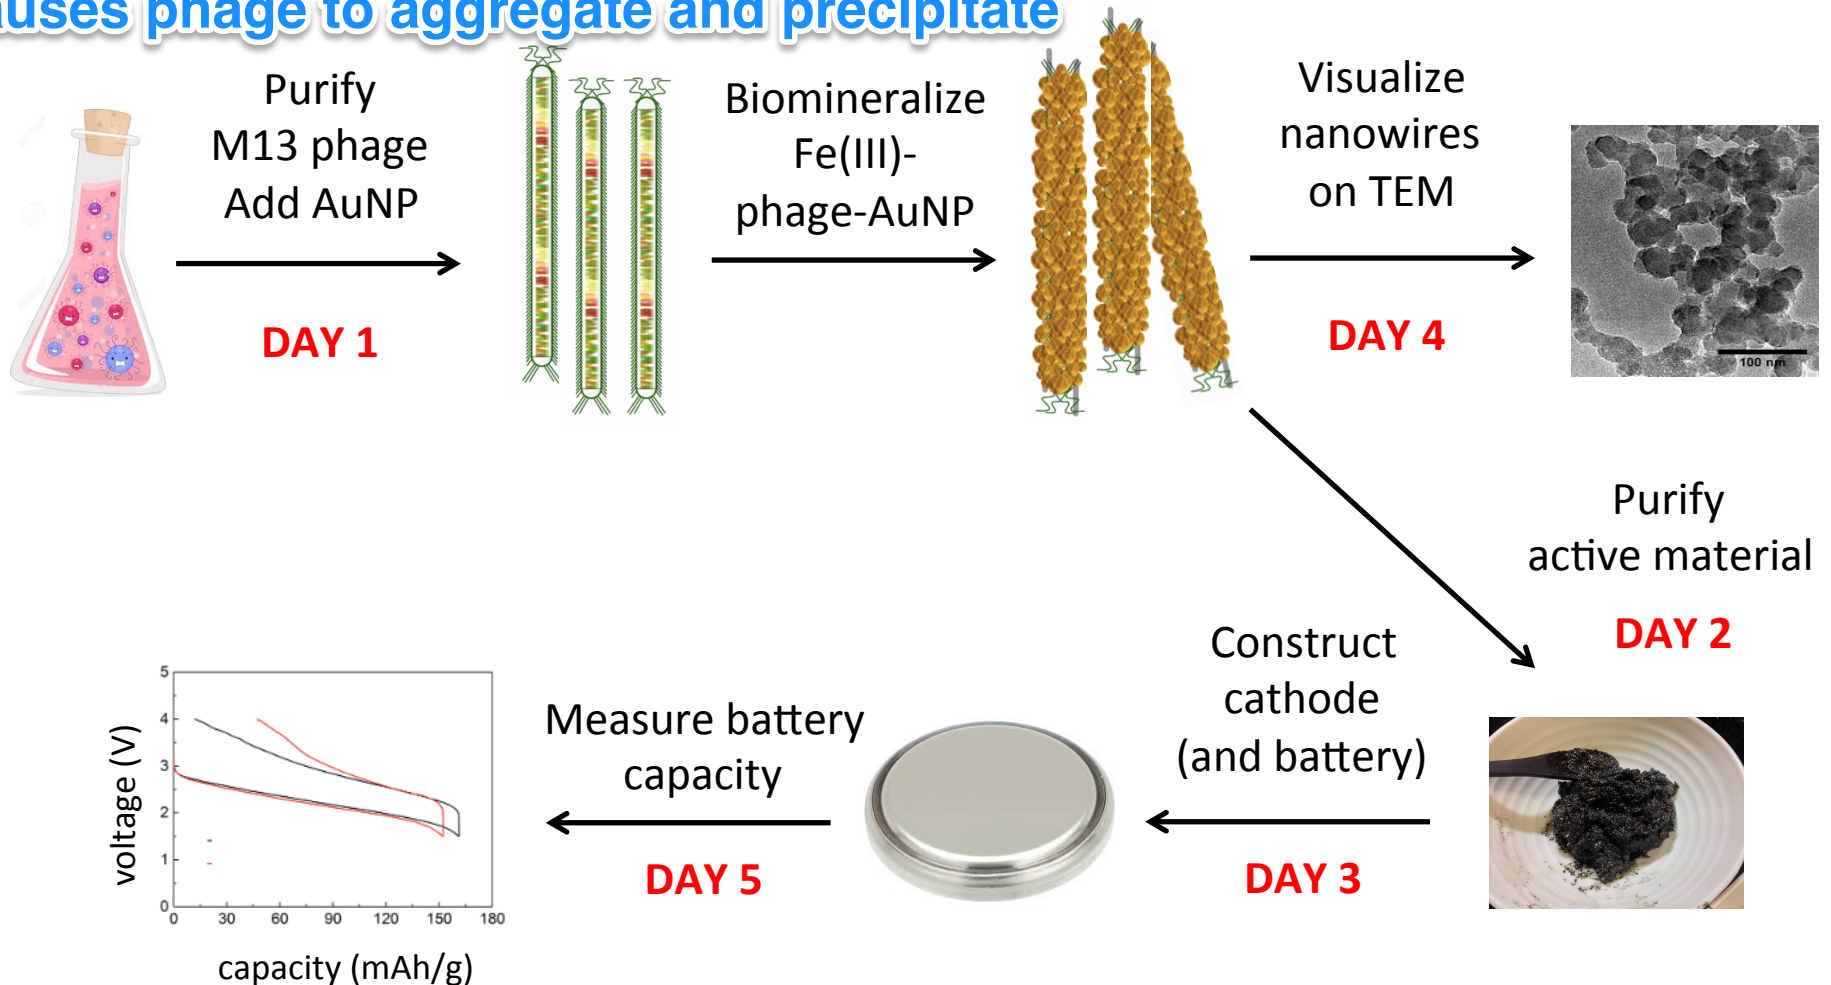 auses phage to aggregate and precipitate
Purify
M13 phage
Add AuNP
DAY 1
Biomineralize
Fe(III)-
phage-AuNP
Visualize
nanowires
on TEM
DAY 4
100 nm
Purify
active material
DAY 2
Construct
cathode
(and battery)
DAY 3
Measure battery
capacity
DAY 5
voltage (V)
5
4
3
2
1
0
0 30 60 90 120 150 180
capacity (mAh/g)